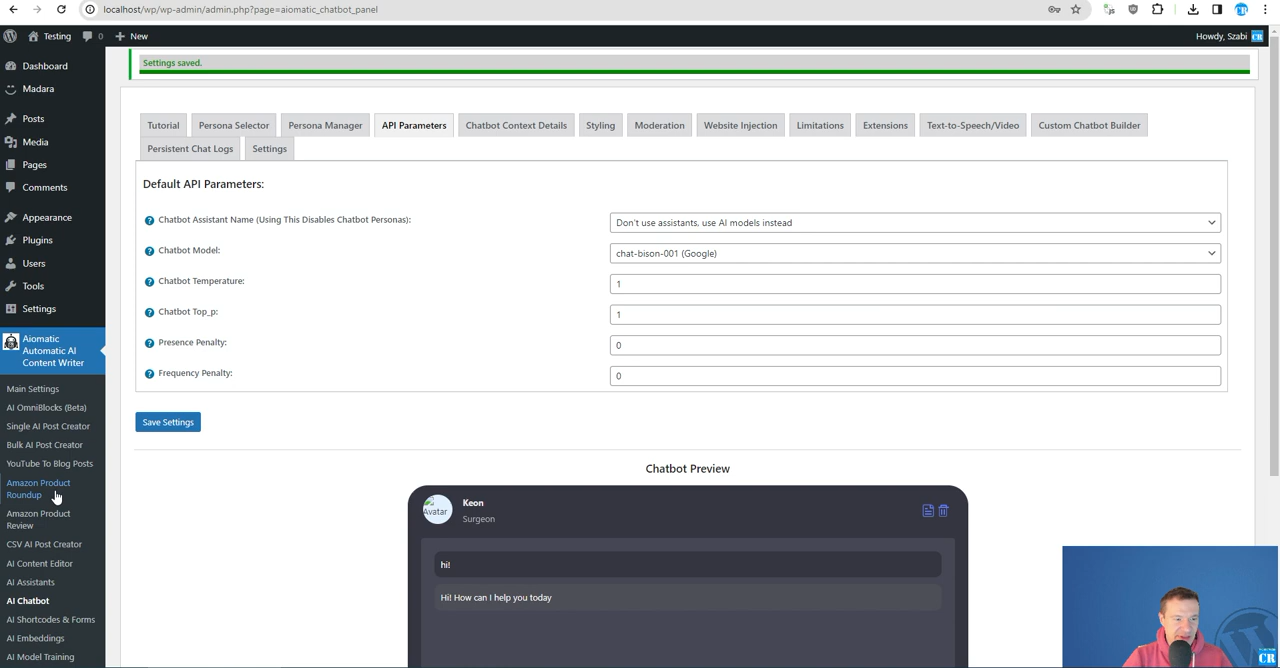 localhost/wp/wp-admin/admin.php?page=aiomatic_chatbot_panel
Testing
0
New
Howdy, Szabi
CR
Dashboard
Madara
Posts
Media
Pages
Comments
Appearance
Plugins
Users
Tools
Settings
Aiomatic
Automatic AI
Content Writer
Main Settings
AI OmniBlocks (Beta)
Single AI Post Creator
Bulk AI Post Creator
YouTube To Blog Posts
Amazon Product
Roundup
Amazon Product
Review
CSV AI Post Creator
AI Content Editor
AI Assistants
AI Chatbot
AI Shortcodes & Forms
AI Embeddings
AI Model Training
Settings saved.
Tutorial
Persona Selector
Persona Manager
API Parameters
Chatbot Context Details
Styling
Moderation
Website Injection
Limitations
Extensions
Text-to-Speech/Video
Custom Chatbot Builder
Persistent Chat Logs
Settings
Default API Parameters:
Chatbot Assistant Name (Using This Disables Chatbot Personas):
Don't use assistants, use AI models instead
Chatbot Model:
chat-bison-001 (Google)
Chatbot Temperature:
1
Chatbot Top_p:
1
Presence Penalty:
0
Frequency Penalty:
0
Save Settings
Chatbot Preview
Avatar
Keon
Surgeon
hi!
Hi! How can I help you today
CR